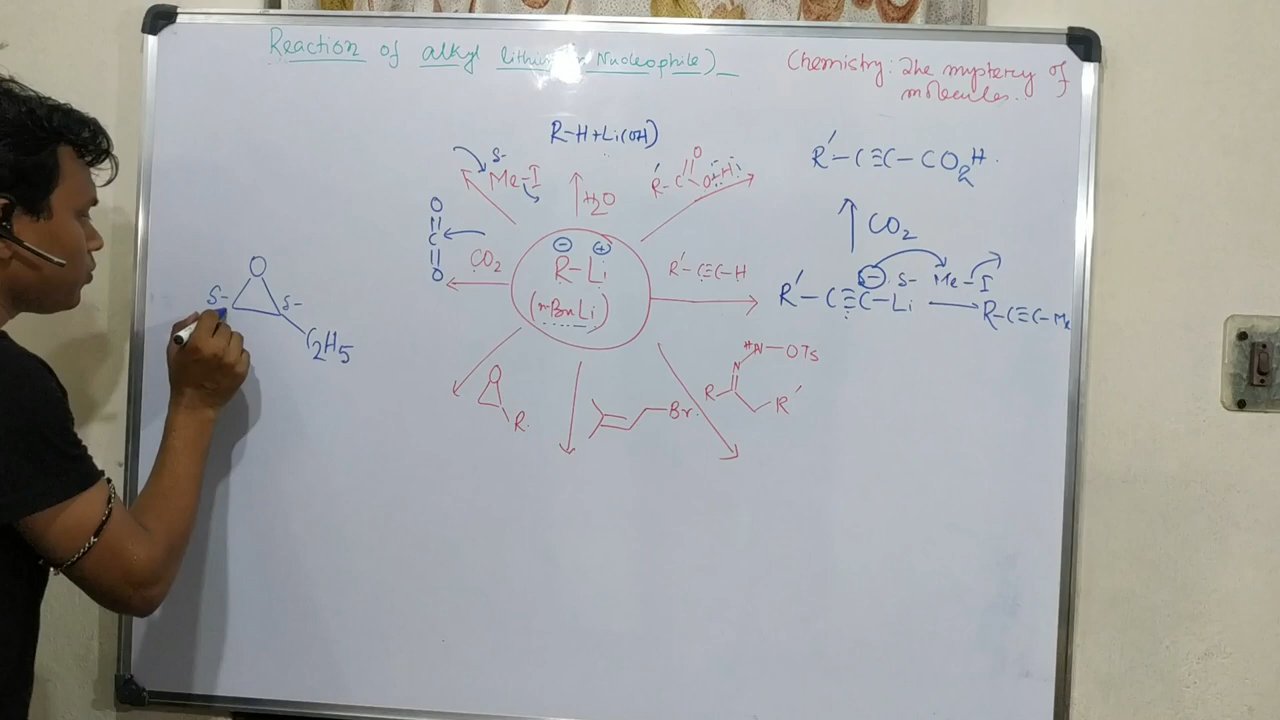 Reaction of alkyl lithium Nucleophile)
Chemistry: The mystery of
molecules..
R-H+Li(OH)
R′-C≡C-CO2H.
S-
Me-I
H2O
R′-C
O
O-H
CO2
O
C
O
CO2
⊖ ⊕
R-Li
(n-BuLi)
R′-C≡C-H
R′-C≡C-Li
⊖ S-
Me-I
R-C≡C-Me
O
S-
S-
C2H5
O
R.
Br.
HN-OTs
N
R
R′